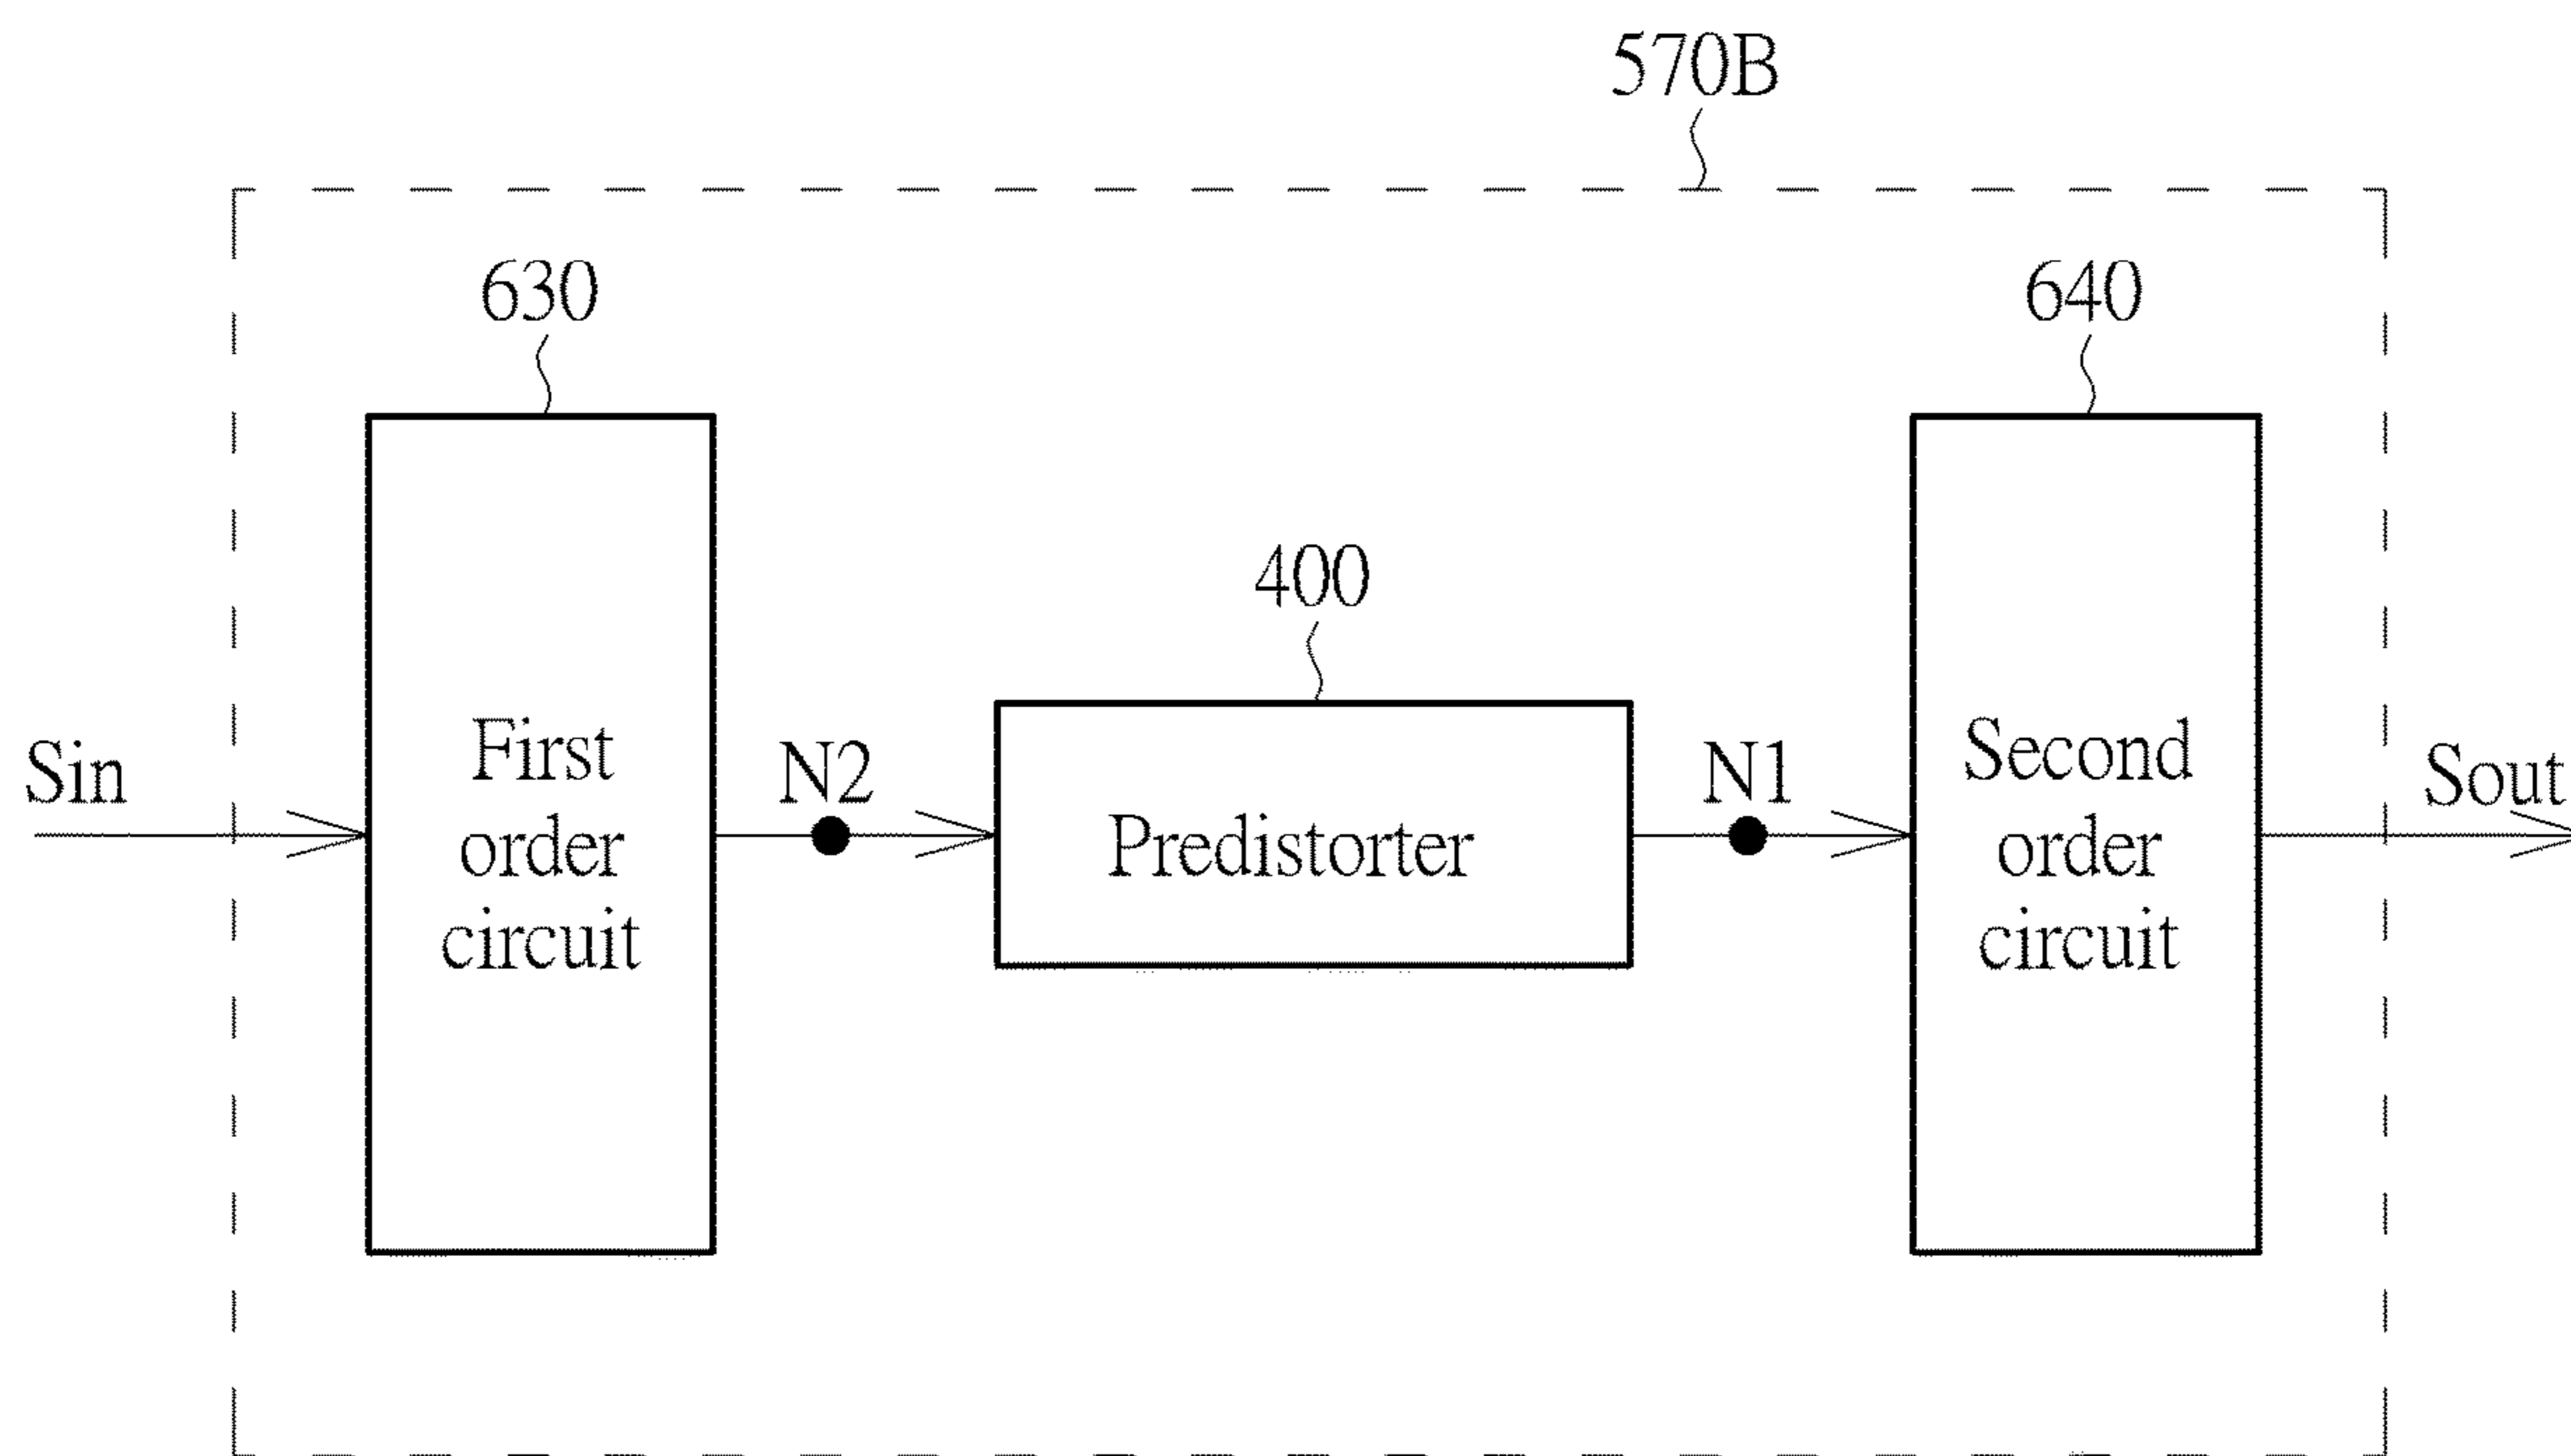 570B
630
640
400
Sin
First
order
circuit
N2
Predistorter
N1
Second
order
circuit
Sout